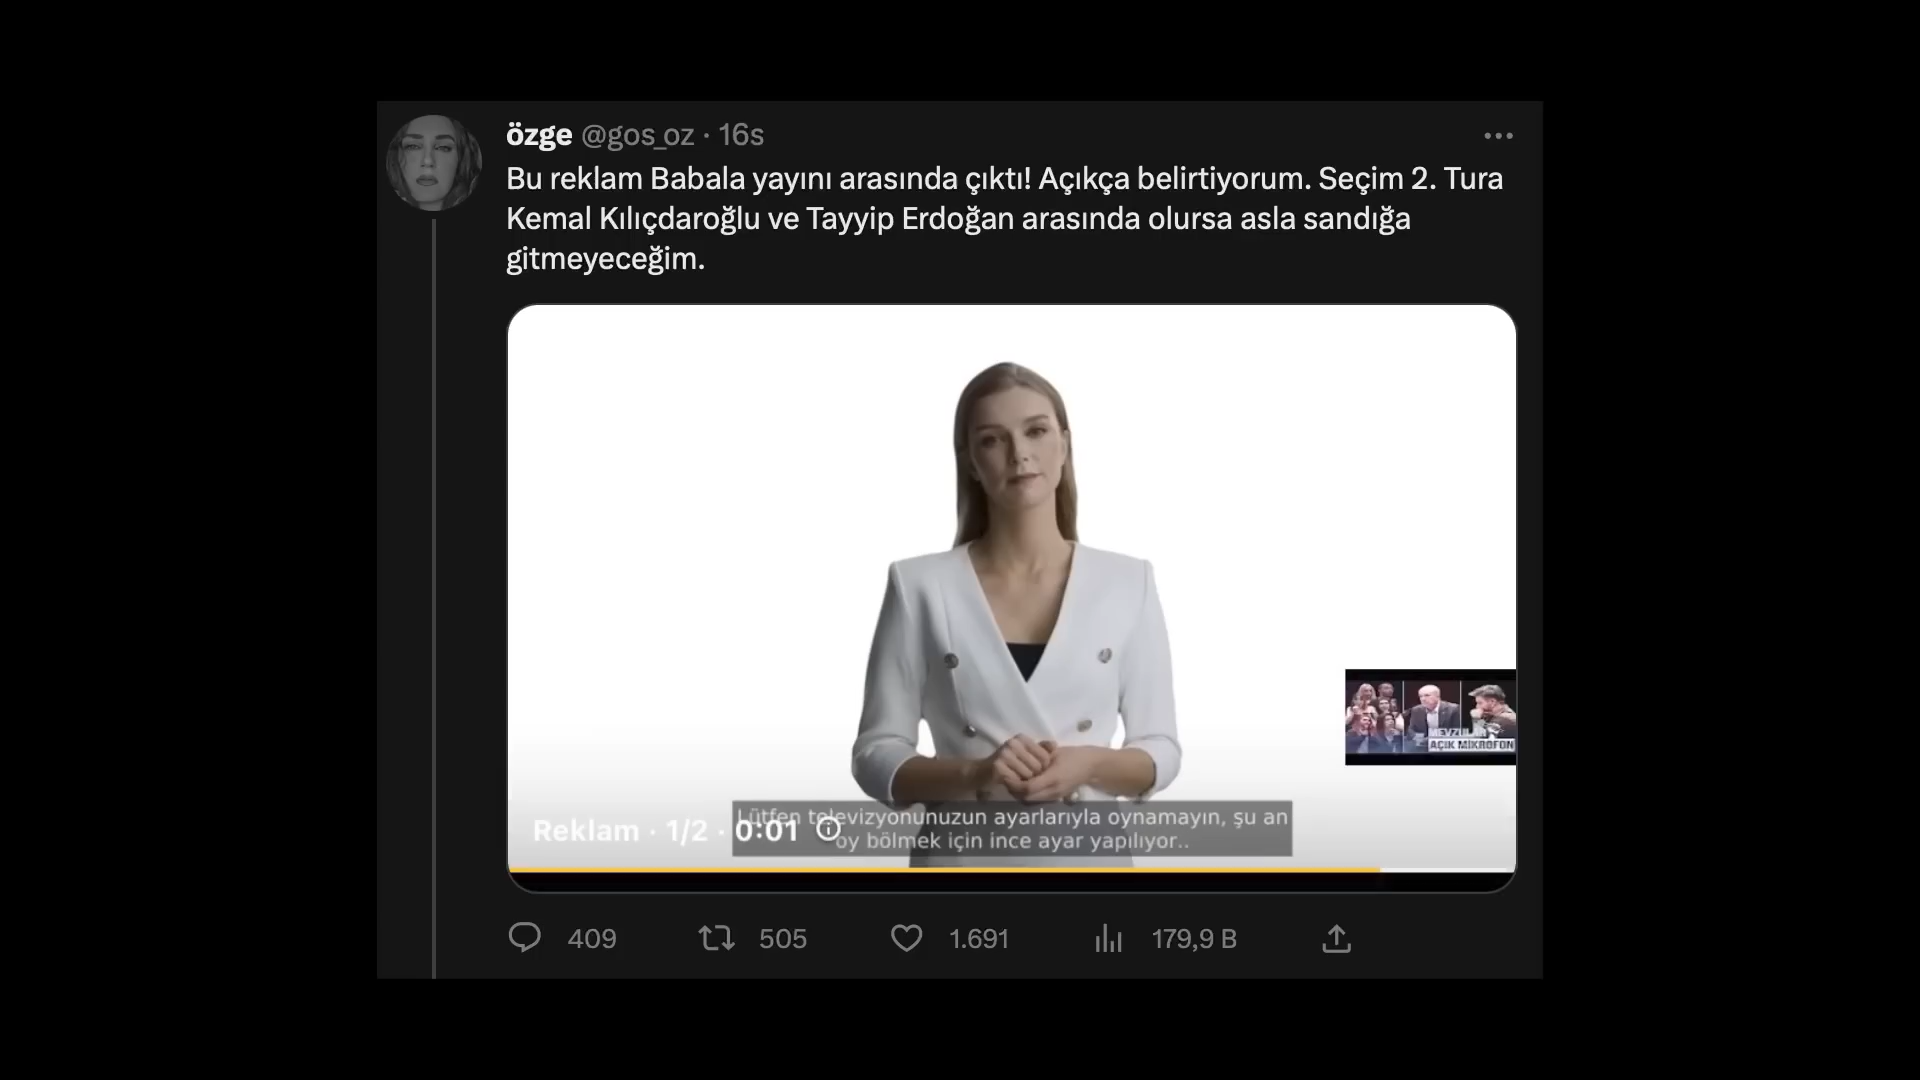 özge @gos_oz · 16s
Bu reklam Babala yayını arasında çıktı! Açıkça belirtiyorum. Seçim 2. Tura
Kemal Kılıçdaroğlu ve Tayyip Erdoğan arasında olursa asla sandığa
gitmeyeceğim.
MEVZULAR
AÇIK MİKROFON
Lütfen televizyonunuzun ayarlarıyla oynamayın, şu an
oy bölmek için ince ayar yapılıyor..
Reklam · 1/2 · 0:01
409 505 1.691 179,9 B